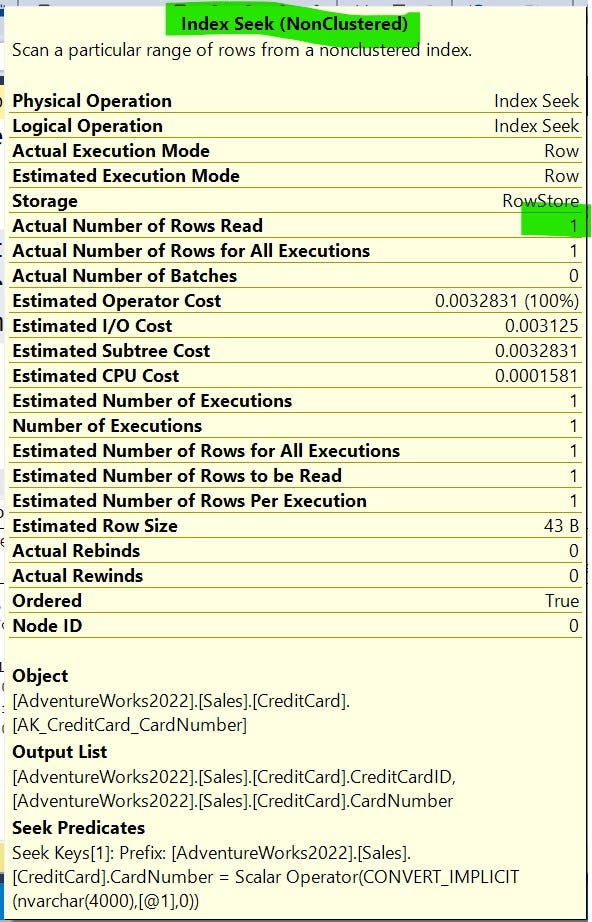 Index Seek (NonClustered)
Scan a particular range of rows from a nonclustered index.
Physical Operation Index Seek
Logical Operation Index Seek
Actual Execution Mode Row
Estimated Execution Mode Row
Storage RowStore
Actual Number of Rows Read 1
Actual Number of Rows for All Executions 1
Actual Number of Batches 0
Estimated Operator Cost 0.0032831 (100%)
Estimated I/O Cost 0.003125
Estimated Subtree Cost 0.0032831
Estimated CPU Cost 0.0001581
Estimated Number of Executions 1
Number of Executions 1
Estimated Number of Rows for All Executions 1
Estimated Number of Rows to be Read 1
Estimated Number of Rows Per Execution 1
Estimated Row Size 43 B
Actual Rebinds 0
Actual Rewinds 0
Ordered True
Node ID 0
Object
[AdventureWorks2022].[Sales].[CreditCard].
[AK_CreditCard_CardNumber]
Output List
[AdventureWorks2022].[Sales].[CreditCard].CreditCardID,
[AdventureWorks2022].[Sales].[CreditCard].CardNumber
Seek Predicates
Seek Keys[1]: Prefix: [AdventureWorks2022].[Sales].
[CreditCard].CardNumber = Scalar Operator(CONVERT_IMPLICIT
(nvarchar(4000),[@1],0))